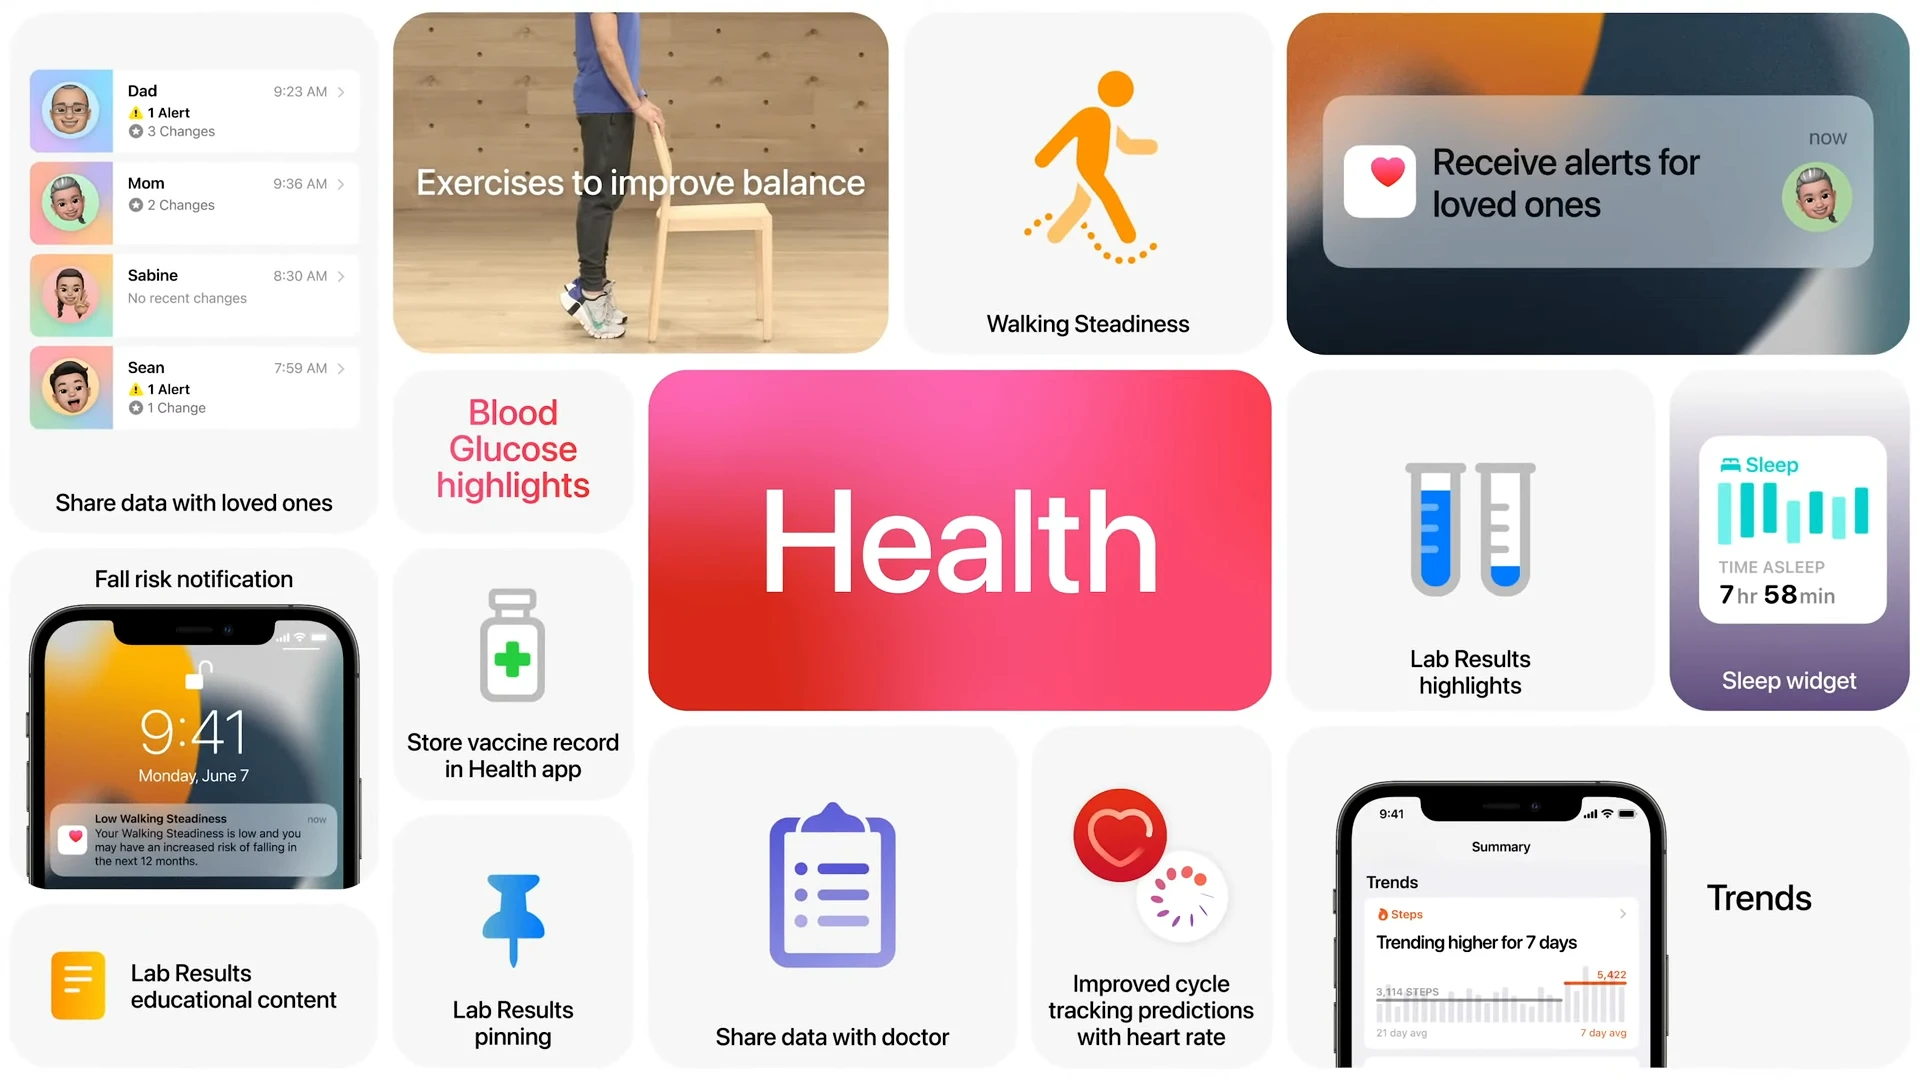 Dad
9:23 AM
1 Alert
3 Changes
Mom
9:36 AM
2 Changes
Sabine
8:30 AM
No recent changes
Sean
7:59 AM
1 Alert
1 Change
Share data with loved ones
Exercises to improve balance
Walking Steadiness
now
Receive alerts for
loved ones
Blood
Glucose
highlights
Health
Lab Results
highlights
Sleep
TIME ASLEEP
7hr 58min
Sleep widget
Fall risk notification
9:41
Monday, June 7
Low Walking Steadiness
now
Your Walking Steadiness is low and you
may have an increased risk of falling in
the next 12 months.
Store vaccine record
in Health app
Lab Results
educational content
Lab Results
pinning
Share data with doctor
Improved cycle
tracking predictions
with heart rate
9:41
Summary
Trends
Steps
Trending higher for 7 days
5,422
3,114 STEPS
21 day avg
7 day avg
Trends